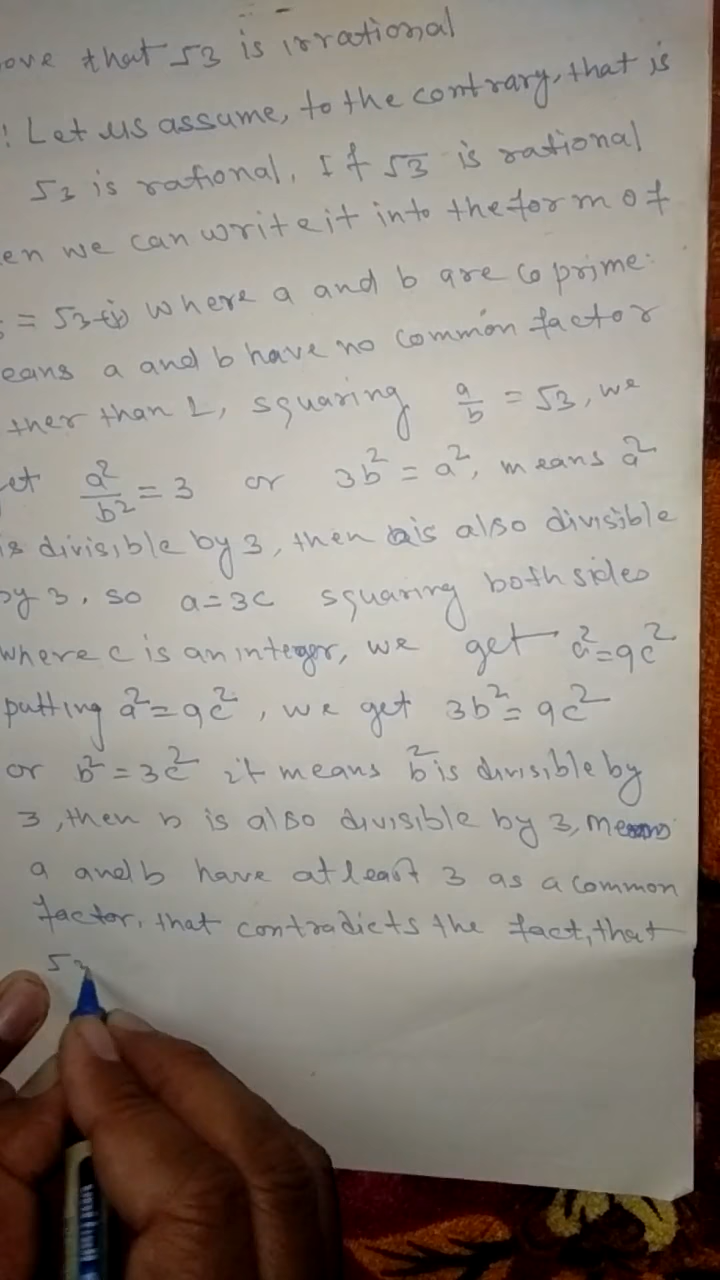 ove that √3 is irrational
: Let us assume, to the contrary, that is
√3 is rational. If √3 is rational
en we can write it into the form of
= √3-(i) where a and b are coprime.
eans a and b have no common factor
ther than 1, squaring a/b = √3, we
et a²/b² = 3 or 3b² = a², means a²
is divisible by 3, then a is also divisible
by 3. so a=3c squaring both sides
where c is an integer, we get a²=9c²
putting a²=9c², we get 3b²=9c²
or b²=3c² it means b² is divisible by
3, then b is also divisible by 3, means
a and b have at least 3 as a common
factor, that contradicts the fact, that
√3